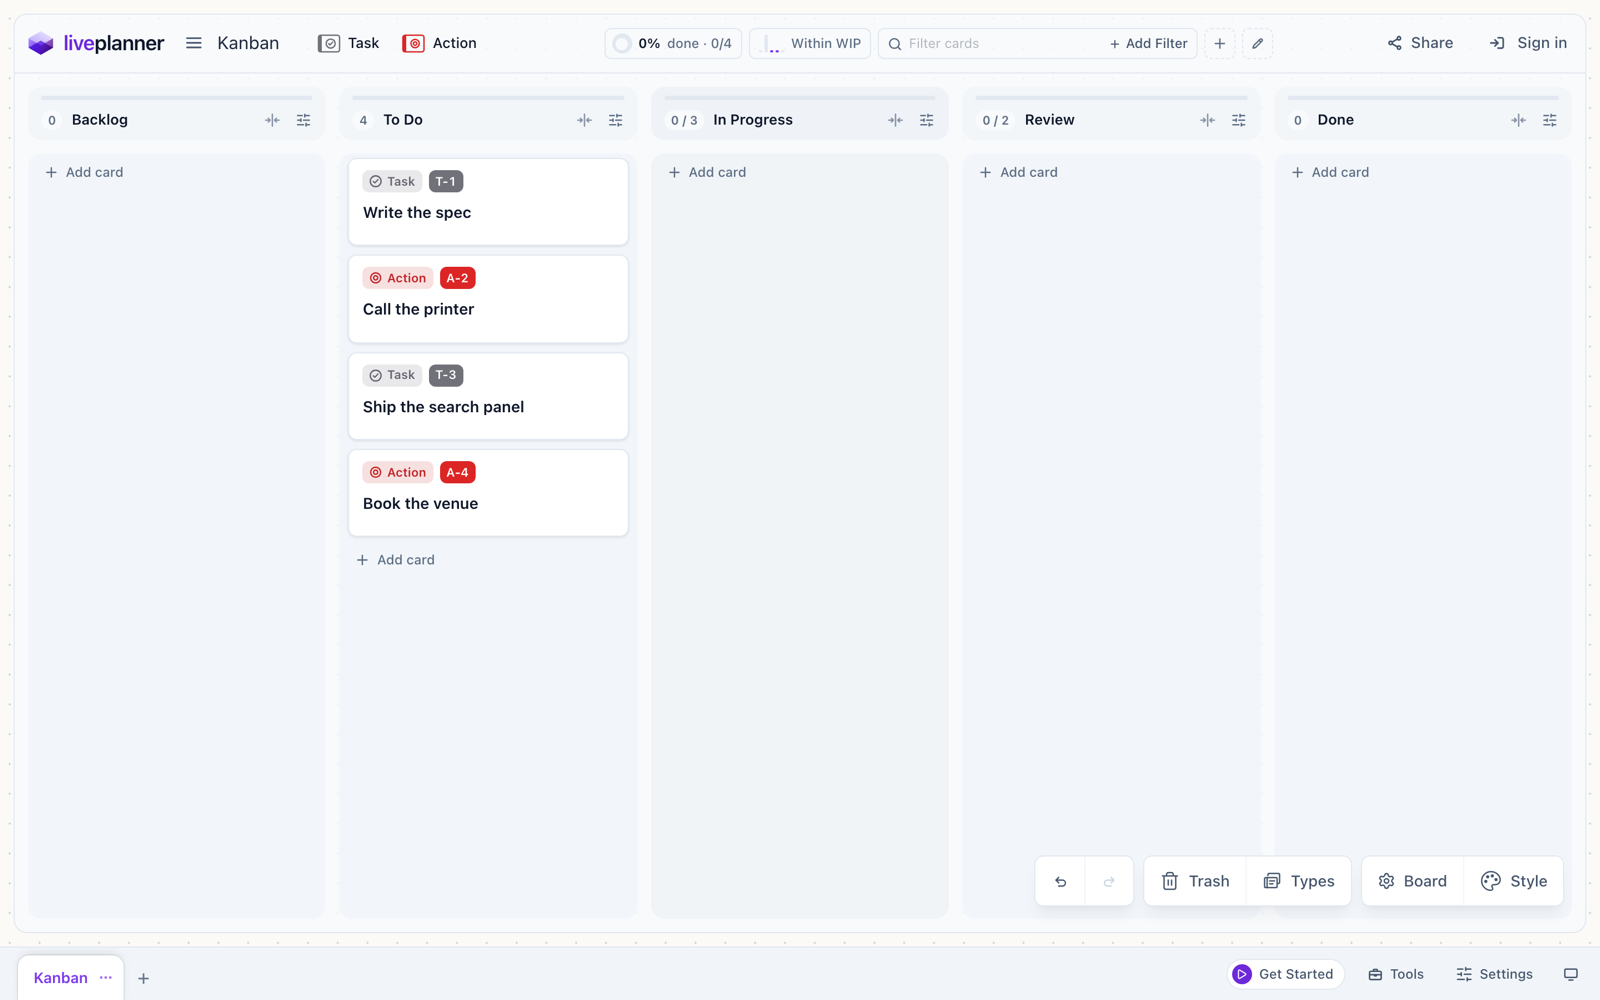 liveplanner
Kanban
Task
Action
0% done · 0/4
Within WIP
Filter cards
+ Add Filter
Share
Sign in
0 Backlog
4 To Do
0 / 3 In Progress
0 / 2 Review
0 Done
+ Add card
Task T-1
Write the spec
Action A-2
Call the printer
Task T-3
Ship the search panel
Action A-4
Book the venue
+ Add card
+ Add card
+ Add card
+ Add card
Trash
Types
Board
Style
Kanban ···
+
Get Started
Tools
Settings